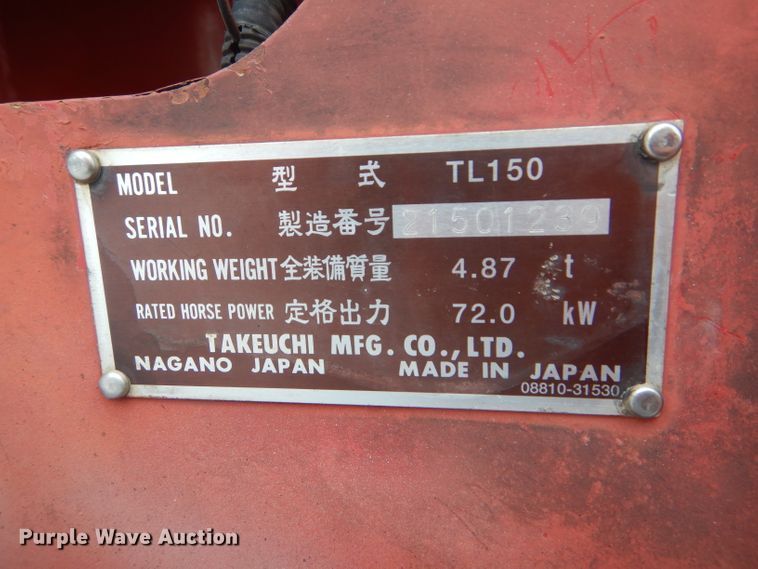 MODEL 型式 TL150
SERIAL NO. 製造番号 21501239
WORKING WEIGHT 全装備質量 4.87 t
RATED HORSE POWER 定格出力 72.0 kW
TAKEUCHI MFG. CO., LTD.
NAGANO JAPAN MADE IN JAPAN
08810-31530
Purple Wave Auction